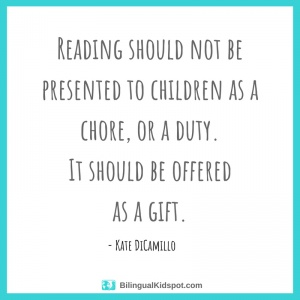 Reading should not be
presented to children as a
chore, or a duty.
It should be offered
as a gift.
- Kate DiCamillo
BilingualKidspot.com